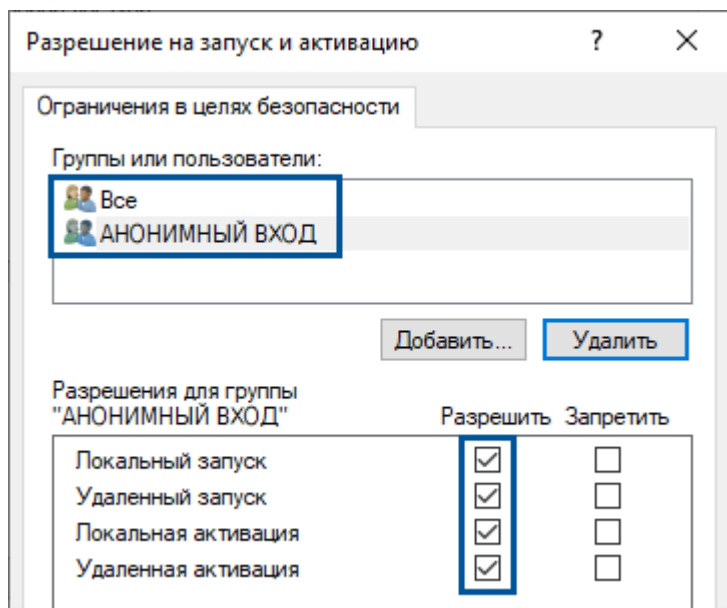 Разрешение на запуск и активацию ? ×
Ограничения в целях безопасности
Группы или пользователи:
Все
АНОНИМНЫЙ ВХОД
Добавить... Удалить
Разрешения для группы
"АНОНИМНЫЙ ВХОД" Разрешить Запретить
Локальный запуск
Удаленный запуск
Локальная активация
Удаленная активация